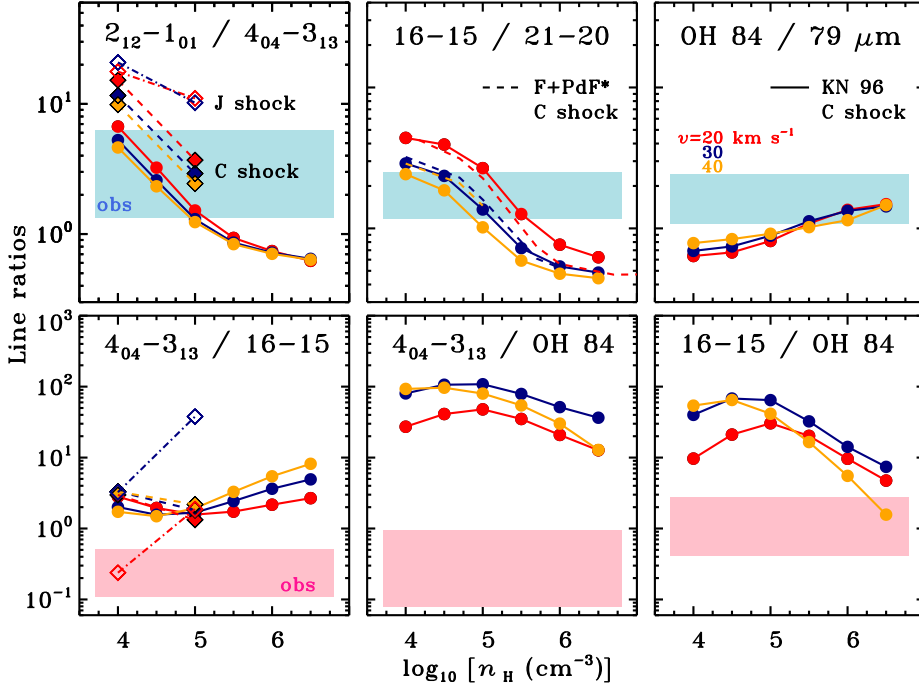 2₁₂−1₀₁ / 4₀₄−3₁₃
J shock
C shock
obs
16−15 / 21−20
F+PdF*
C shock
OH 84 / 79 μm
KN 96
C shock
υ=20 km s⁻¹
30
40
10¹
10⁰
Line ratios
4₀₄−3₁₃ / 16−15
obs
4₀₄−3₁₃ / OH 84
16−15 / OH 84
10³
10²
10¹
10⁰
10⁻¹
4 5 6
4 5 6
4 5 6
log₁₀ [n H (cm⁻³)]